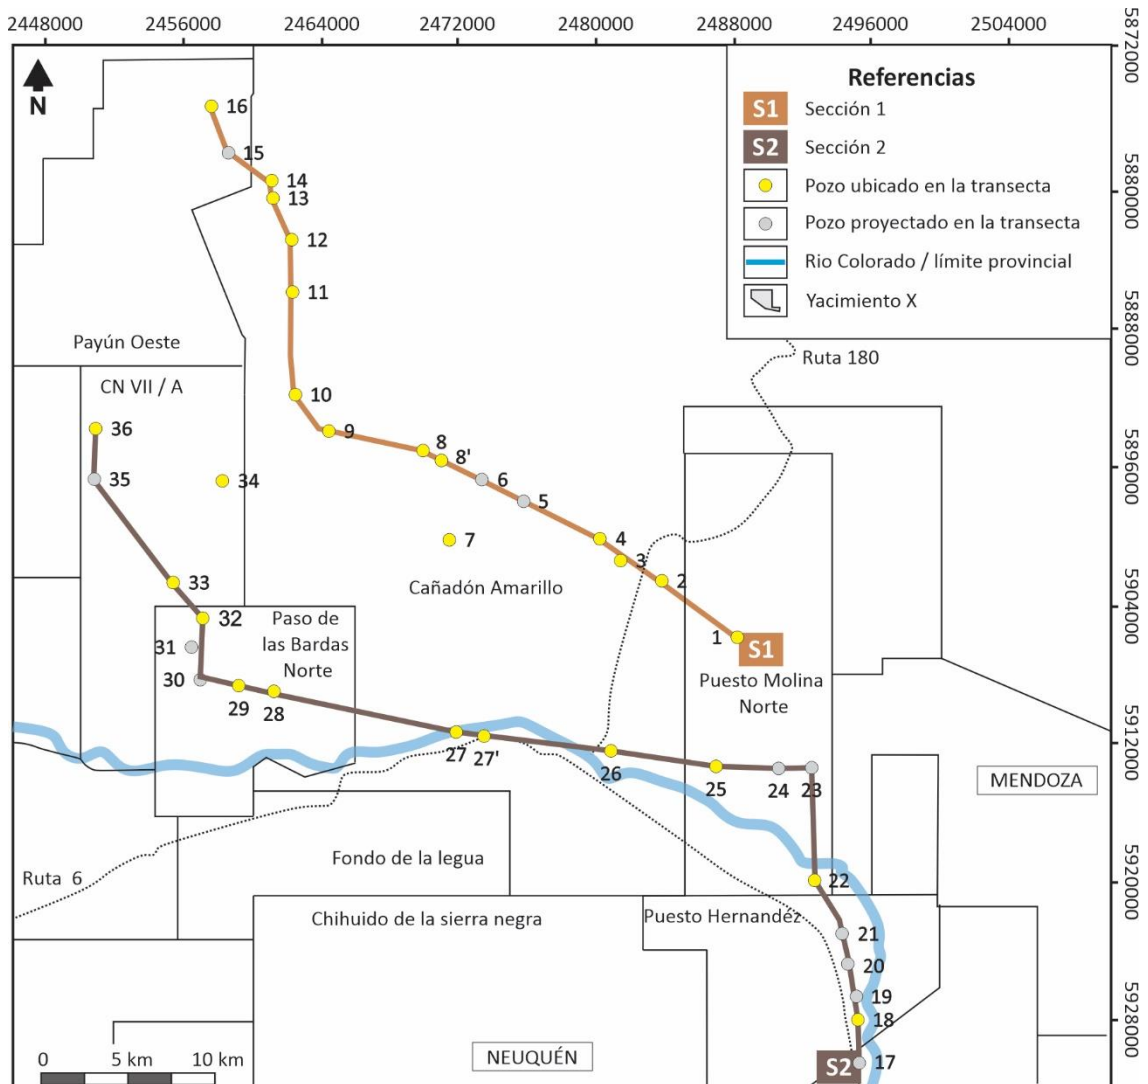 2448000
2456000
2464000
2472000
2480000
2488000
2496000
2504000
5872000
5880000
5888000
5896000
5904000
5912000
5920000
5928000
N
Referencias
S1 Sección 1
S2 Sección 2
Pozo ubicado en la transecta
Pozo proyectado en la transecta
Rio Colorado / límite provincial
Yacimiento X
16
15
14
13
12
11
10
9
8
8'
6
5
4
3
2
1
S1
7
Ruta 180
Payún Oeste
CN VII / A
36
35
34
33
32
31
30
29
28
27
27'
26
25
24
23
22
21
20
19
18
17
S2
Cañadón Amarillo
Paso de
las Bardas
Norte
Puesto Molina
Norte
MENDOZA
Fondo de la legua
Ruta 6
Chihuido de la sierra negra
Puesto Hernandéz
NEUQUÉN
0 5 km 10 km